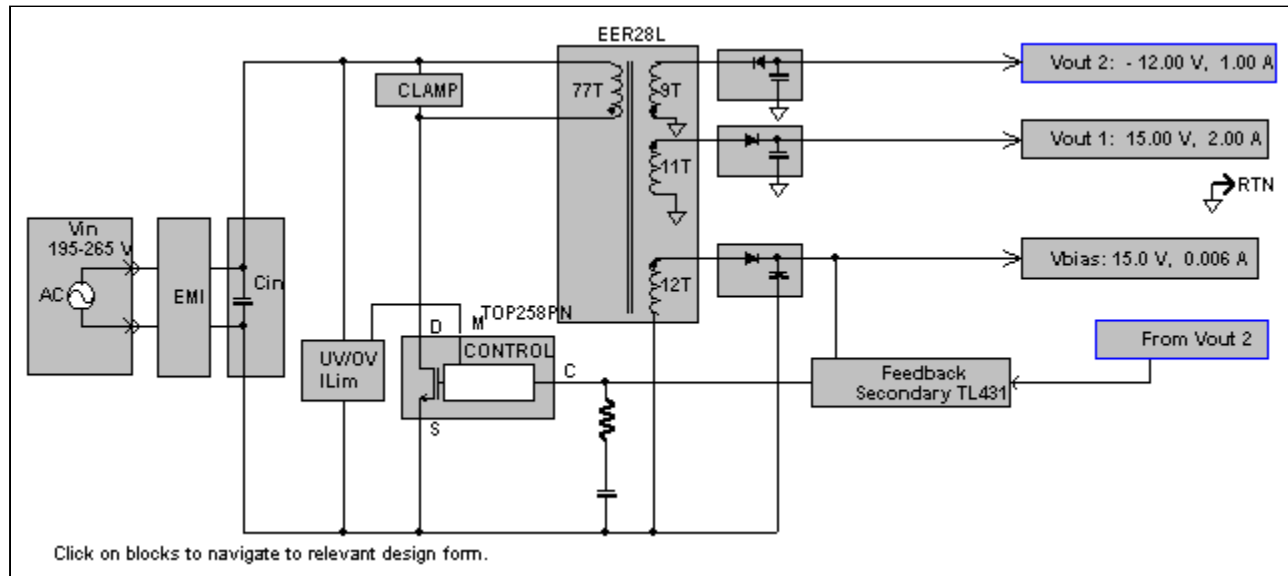 EER28L
CLAMP
77T
9T
Vout 2: - 12.00 V, 1.00 A
11T
Vout 1: 15.00 V, 2.00 A
RTN
Vin
195-265 V
AC
EMI
Cin
12T
Vbias: 15.0 V, 0.006 A
UV/OV
ILim
D
M
TOP258PN
CONTROL
C
S
Feedback
Secondary TL431
From Vout 2
Click on blocks to navigate to relevant design form.